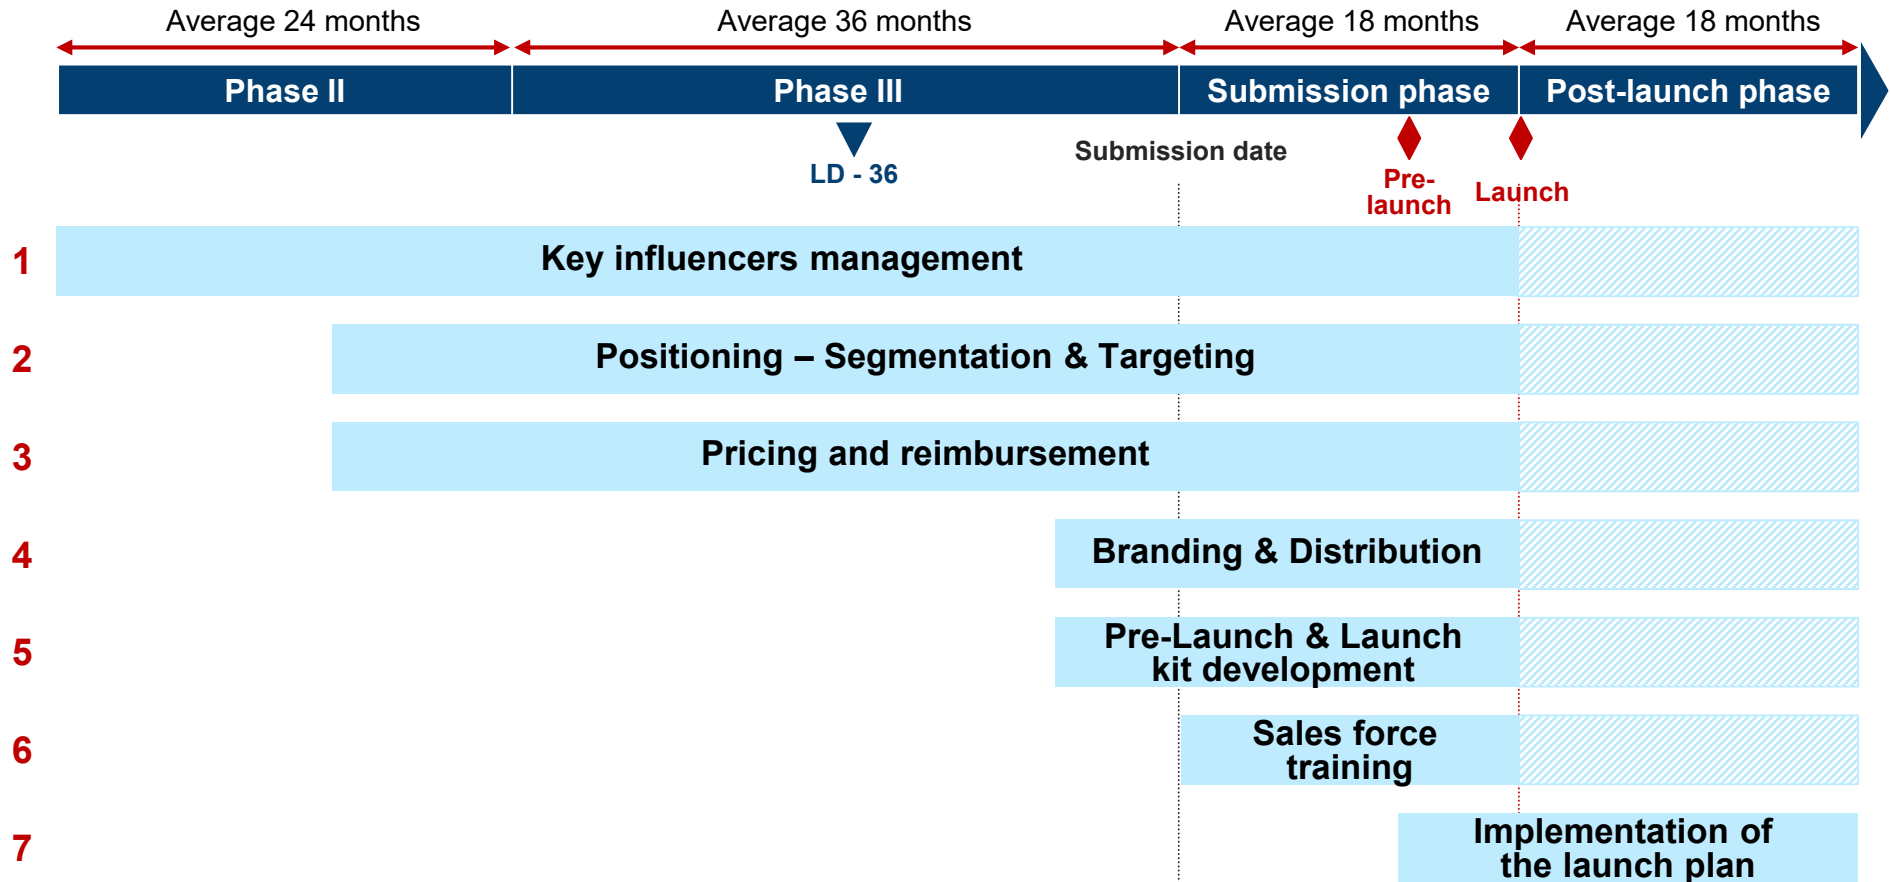 Average 24 months
Average 36 months
Average 18 months
Average 18 months
Phase II
Phase III
Submission phase
Post-launch phase
LD - 36
Submission date
Pre-
launch
Launch
1
Key influencers management
2
Positioning – Segmentation & Targeting
3
Pricing and reimbursement
4
Branding & Distribution
5
Pre-Launch & Launch
kit development
6
Sales force
training
7
Implementation of
the launch plan